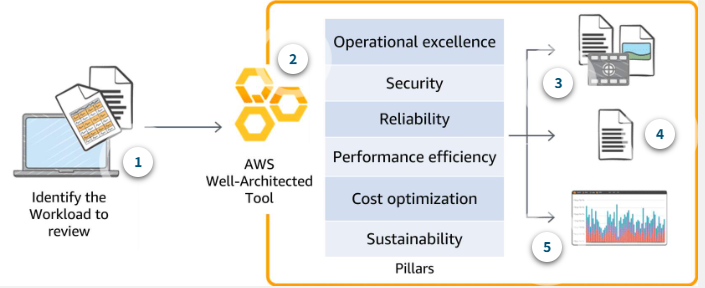 1
Identify the
Workload to
review
2
AWS
Well-Architected
Tool
Operational excellence
Security
Reliability
Performance efficiency
Cost optimization
Sustainability
Pillars
3
4
5